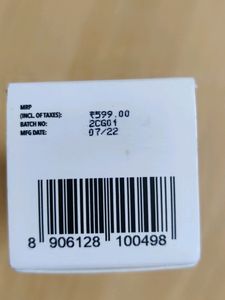 MRP
(INCL. OF TAXES): ₹599.00
BATCH NO: 2CG01
MFG DATE: 07/22
8 906128 100498